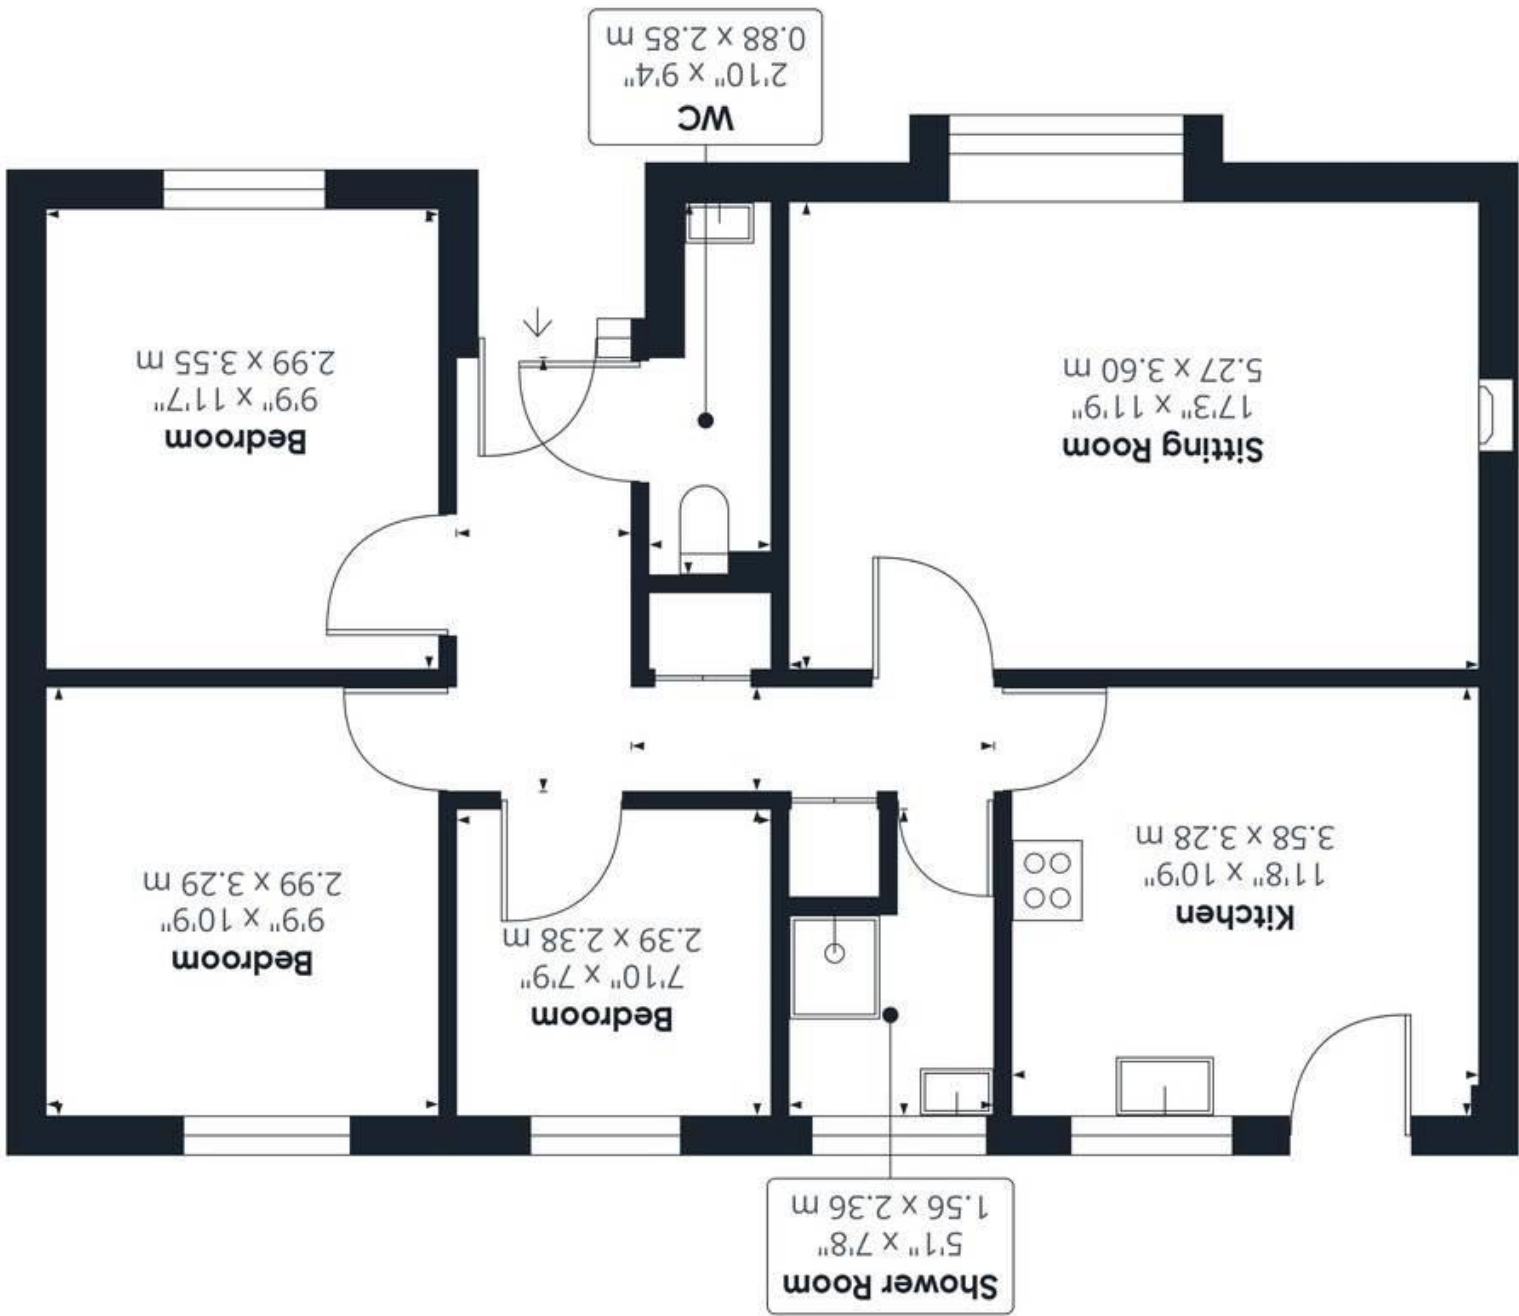 Shower Room
5'1" x 7'8"
1.56 x 2.36 m
Kitchen
11'8" x 10'9"
3.58 x 3.28 m
Bedroom
7'10" x 7'9"
2.39 x 2.38 m
Bedroom
9'9" x 10'9"
2.99 x 3.29 m
Sitting Room
17'3" x 11'9"
5.27 x 3.60 m
Bedroom
9'9" x 11'7"
2.99 x 3.55 m
WC
2'10" x 9'4"
0.88 x 2.85 m